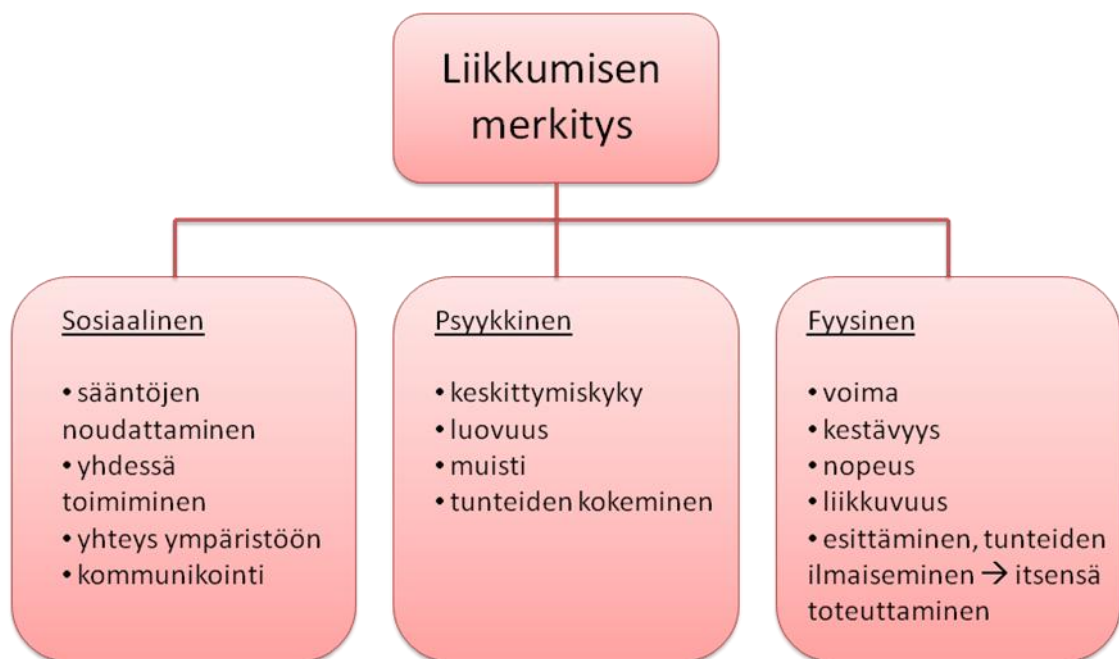 Liikkumisen
merkitys
Sosiaalinen
• sääntöjen
noudattaminen
• yhdessä
toimiminen
• yhteys ympäristöön
• kommunikointi
Psyykkinen
• keskittymiskyky
• luovuus
• muisti
• tunteiden kokeminen
Fyysinen
• voima
• kestävyys
• nopeus
• liikkuvuus
• esittäminen, tunteiden
ilmaiseminen → itsensä
toteuttaminen